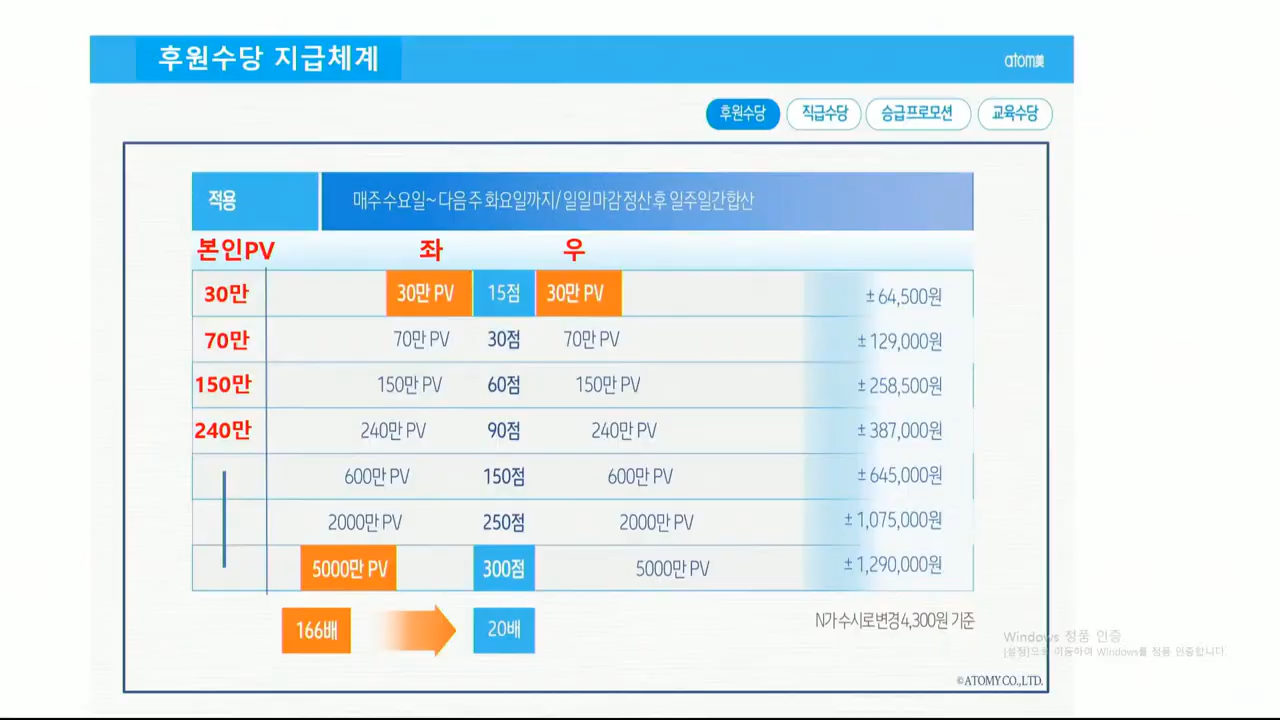 후원수당 지급체계
atom美
후원수당 직급수당 승급프로모션 교육수당
적용 매주 수요일~ 다음 주 화요일까지/ 일일 마감 정산 후 일주일간 합산
본인PV 좌 우
30만 30만 PV 15점 30만 PV ± 64,500원
70만 70만 PV 30점 70만 PV ± 129,000원
150만 150만 PV 60점 150만 PV ± 258,500원
240만 240만 PV 90점 240만 PV ± 387,000원
600만 PV 150점 600만 PV ± 645,000원
2000만 PV 250점 2000만 PV ± 1,075,000원
5000만 PV 300점 5000만 PV ± 1,290,000원
166배 20배
N가 수시로 변경 4,300원 기준
Windows 정품 인증
[설정]으로 이동하여 Windows를 정품 인증합니다.
©ATOMY CO.,LTD.